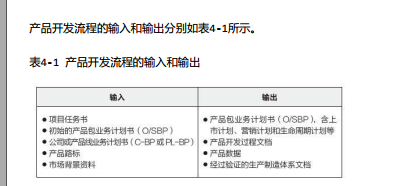 产品开发流程的输入和输出分别如表4-1所示。
表4-1 产品开发流程的输入和输出
输入
●项目任务书
●初始的产品包业务计划书（O/SBP）
●公司或产品线业务计划书（C-BP或PL-BP）
●产品路标
●市场背景资料
输出
●产品包业务计划书（O/SBP），含上
市计划、营销计划和生命周期计划等
●产品开发过程文档
●产品数据
●经过验证的生产制造体系文档